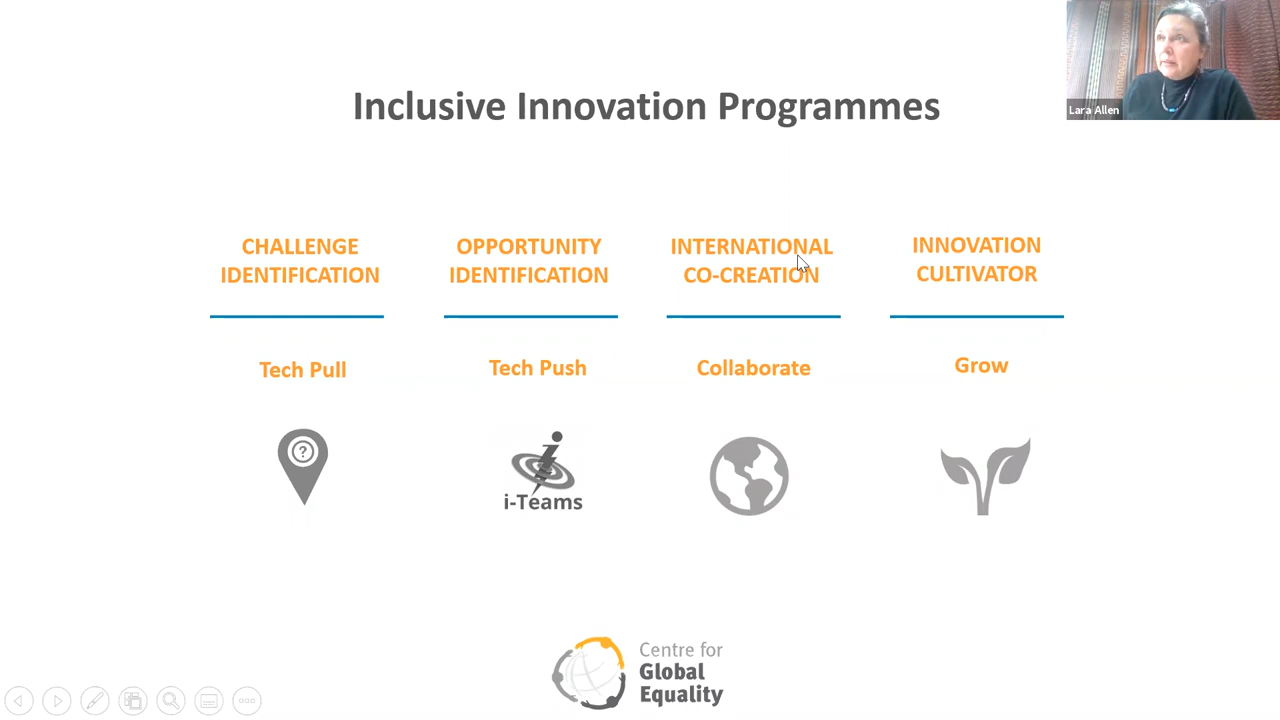 Lara Allen
Inclusive Innovation Programmes
CHALLENGE
IDENTIFICATION
Tech Pull
?
OPPORTUNITY
IDENTIFICATION
Tech Push
i-Teams
INTERNATIONAL
CO-CREATION
Collaborate
INNOVATION
CULTIVATOR
Grow
Centre for
Global
Equality